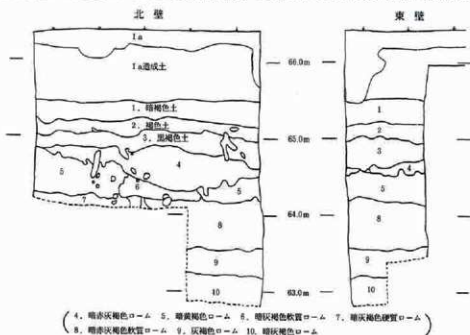 北壁
東壁
Ia
Ia造成土
66.0m
1
1、暗褐色土
2、褐色土
2
65.0m
3、黒褐色土
3
4
4
5
5
5
6
7
64.0m
8
8
9
9
10
10
63.0m
4、暗赤灰褐色ローム 5、暗黄褐色ローム 6、暗灰褐色軟質ローム 7、暗灰褐色硬質ローム
8、暗赤灰褐色軟質ローム 9、灰褐色ローム 10、暗灰褐色ローム